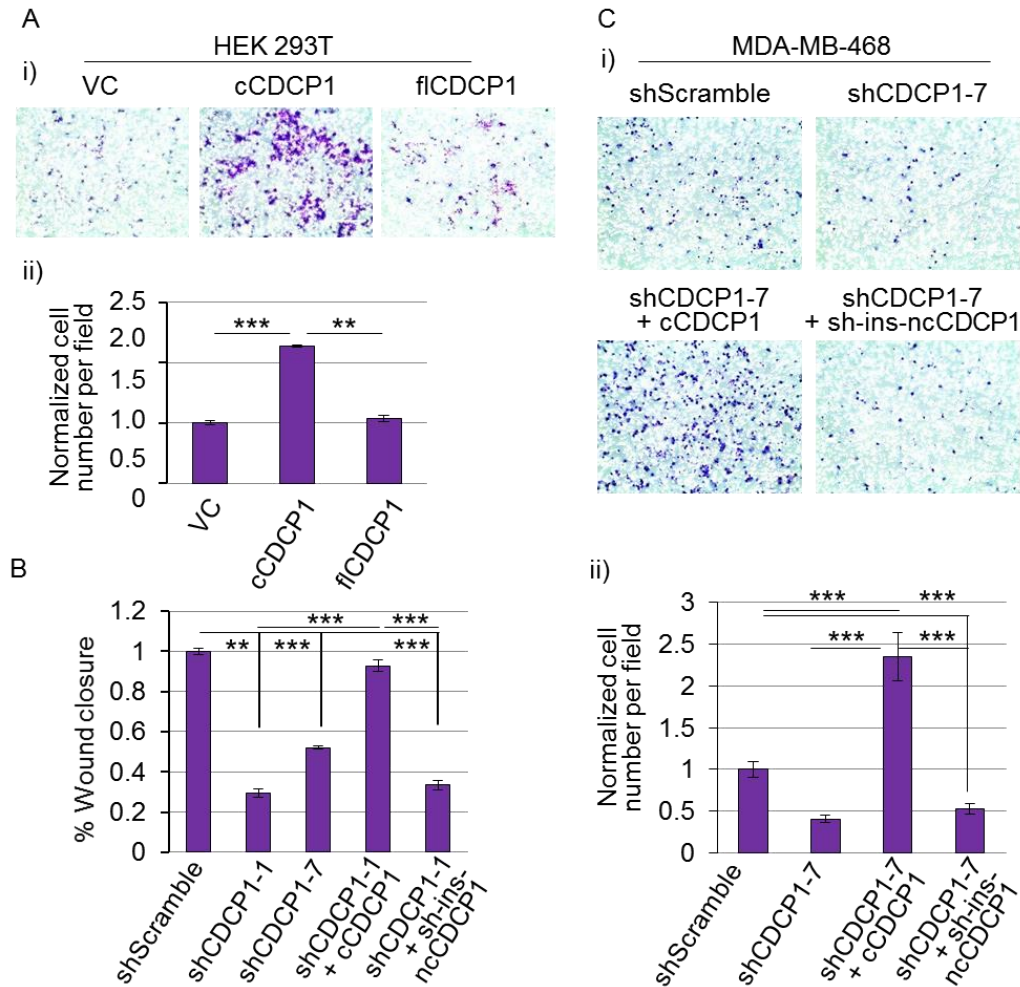 A
HEK 293T
i)
VC
cCDCP1
flCDCP1
ii)
Normalized cell
number per field
2.5
2.0
1.5
1.0
0.5
0
***
**
VC
cCDCP1
flCDCP1
B
% Wound closure
1.2
1
0.8
0.6
0.4
0.2
0
***
***
**
***
***
shScramble
shCDCP1-1
shCDCP1-7
shCDCP1-1
+ cCDCP1
shCDCP1-1
+ sh-ins-
ncCDCP1
C
MDA-MB-468
i)
shScramble
shCDCP1-7
shCDCP1-7
+ cCDCP1
shCDCP1-7
+ sh-ins-ncCDCP1
ii)
Normalized cell
number per field
3
2.5
2
1.5
1
0.5
0
***
***
***
***
shScramble
shCDCP1-7
shCDCP1-7
+ cCDCP1
shCDCP1-7
+ sh-ins-
ncCDCP1